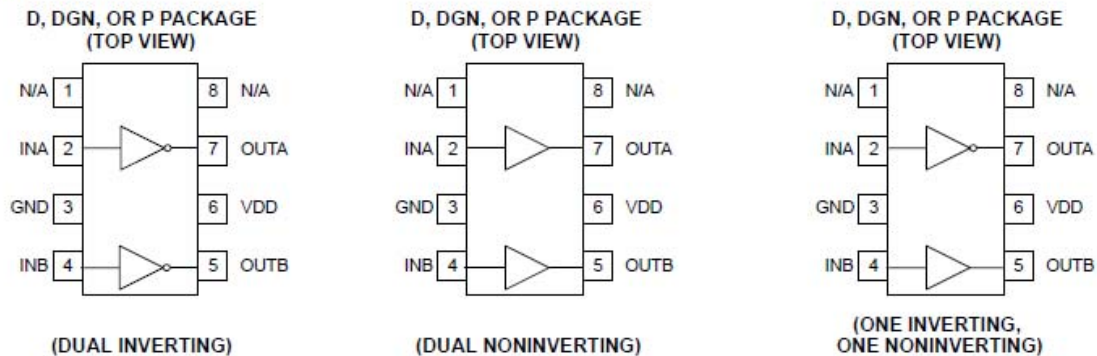 D, DGN, OR P PACKAGE
(TOP VIEW)
N/A 1 8 N/A
INA 2 7 OUTA
GND 3 6 VDD
INB 4 5 OUTB
(DUAL INVERTING)
D, DGN, OR P PACKAGE
(TOP VIEW)
N/A 1 8 N/A
INA 2 7 OUTA
GND 3 6 VDD
INB 4 5 OUTB
(DUAL NONINVERTING)
D, DGN, OR P PACKAGE
(TOP VIEW)
N/A 1 8 N/A
INA 2 7 OUTA
GND 3 6 VDD
INB 4 5 OUTB
(ONE INVERTING,
ONE NONINVERTING)